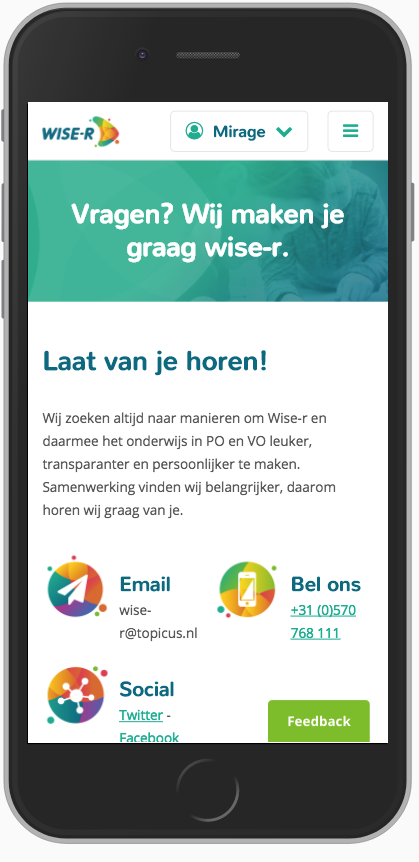 WISE-R
Mirage
Vragen? Wij maken je
graag wise-r.
Laat van je horen!
Wij zoeken altijd naar manieren om Wise-r en
daarmee het onderwijs in PO en VO leuker,
transparanter en persoonlijker te maken.
Samenwerking vinden wij belangrijker, daarom
horen wij graag van je.
Email
wise-
r@topicus.nl
Bel ons
+31 (0)570
768 111
Social
Twitter -
Facebook
Feedback